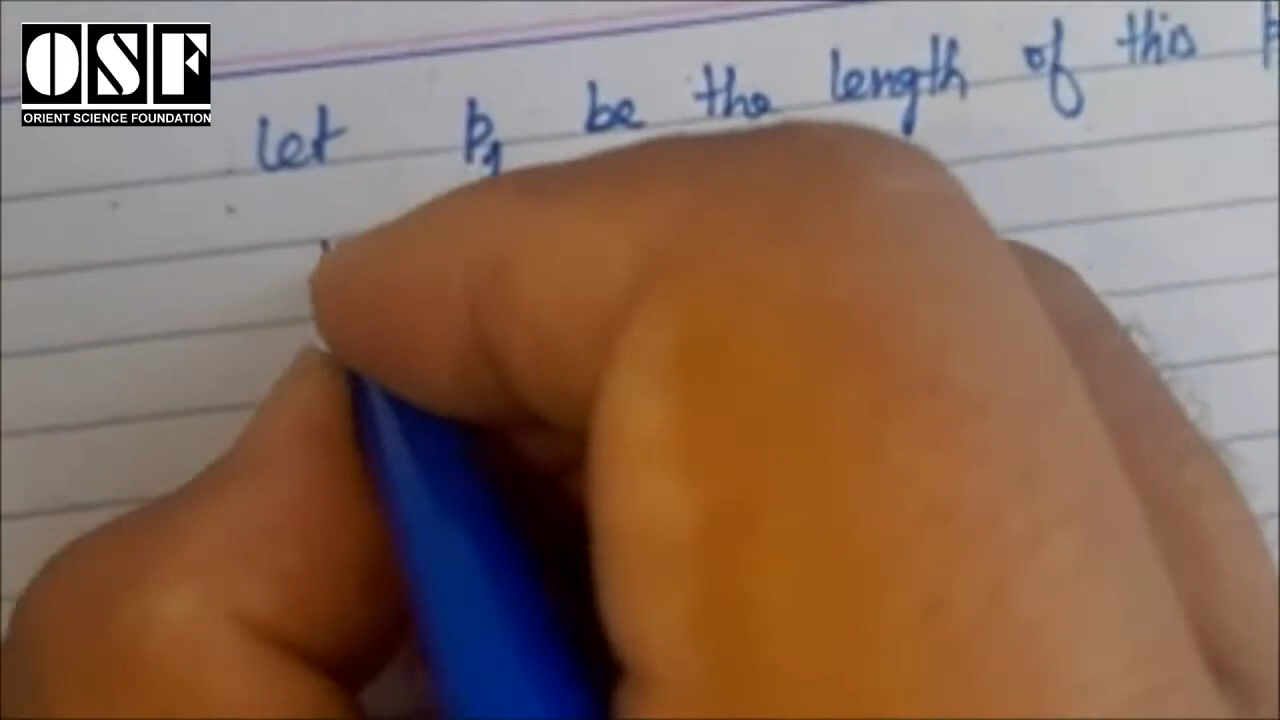 OSF
ORIENT SCIENCE FOUNDATION
let p₁ be the length of this